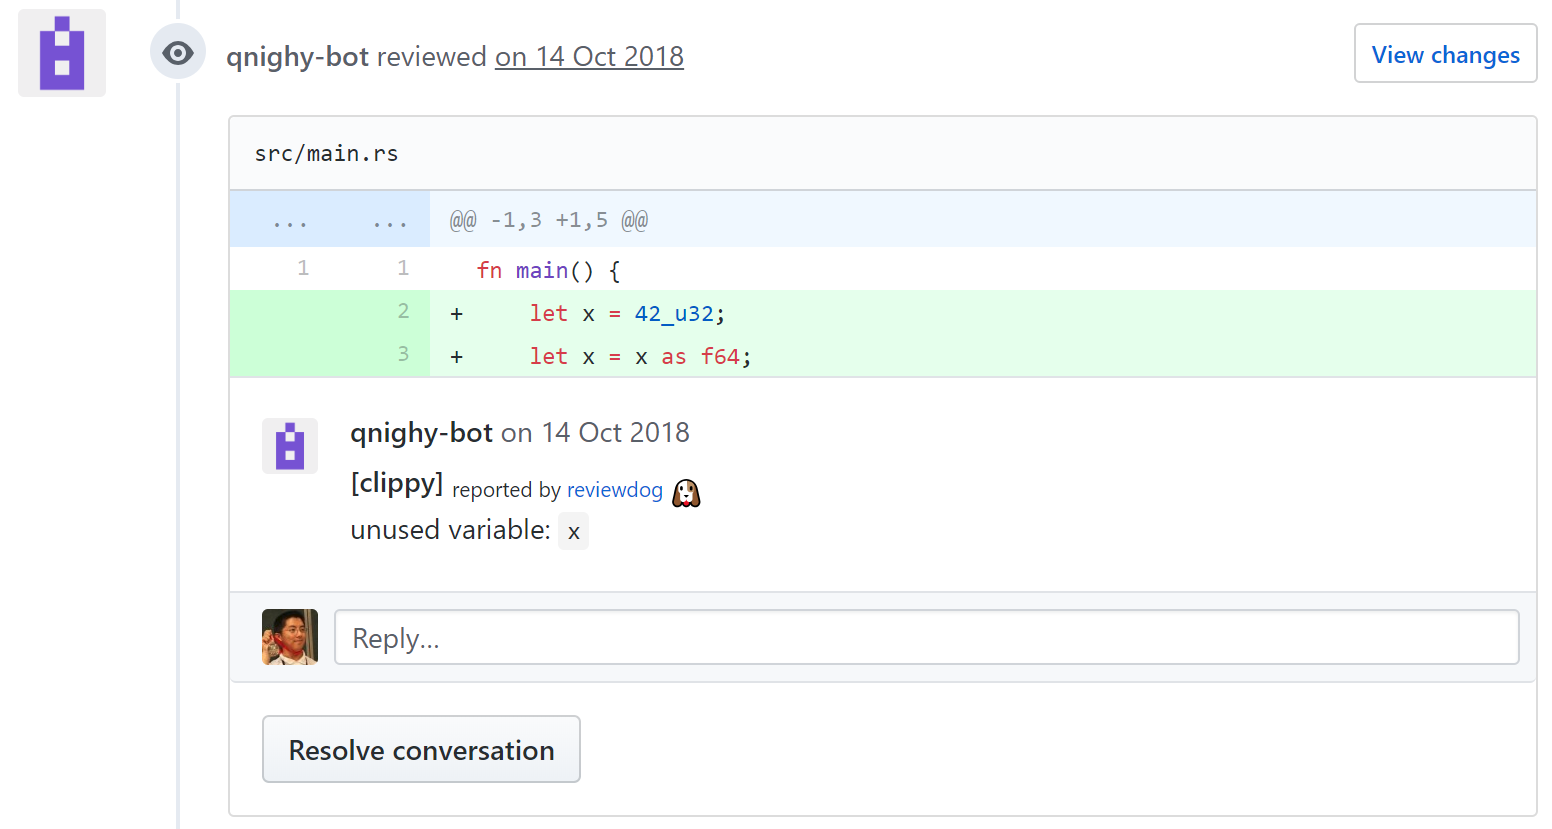 qnighy-bot reviewed on 14 Oct 2018
View changes
src/main.rs
... ... @@ -1,3 +1,5 @@
1 1 fn main() {
2 + let x = 42_u32;
3 + let x = x as f64;
qnighy-bot on 14 Oct 2018
[clippy] reported by reviewdog
unused variable: x
Reply...
Resolve conversation